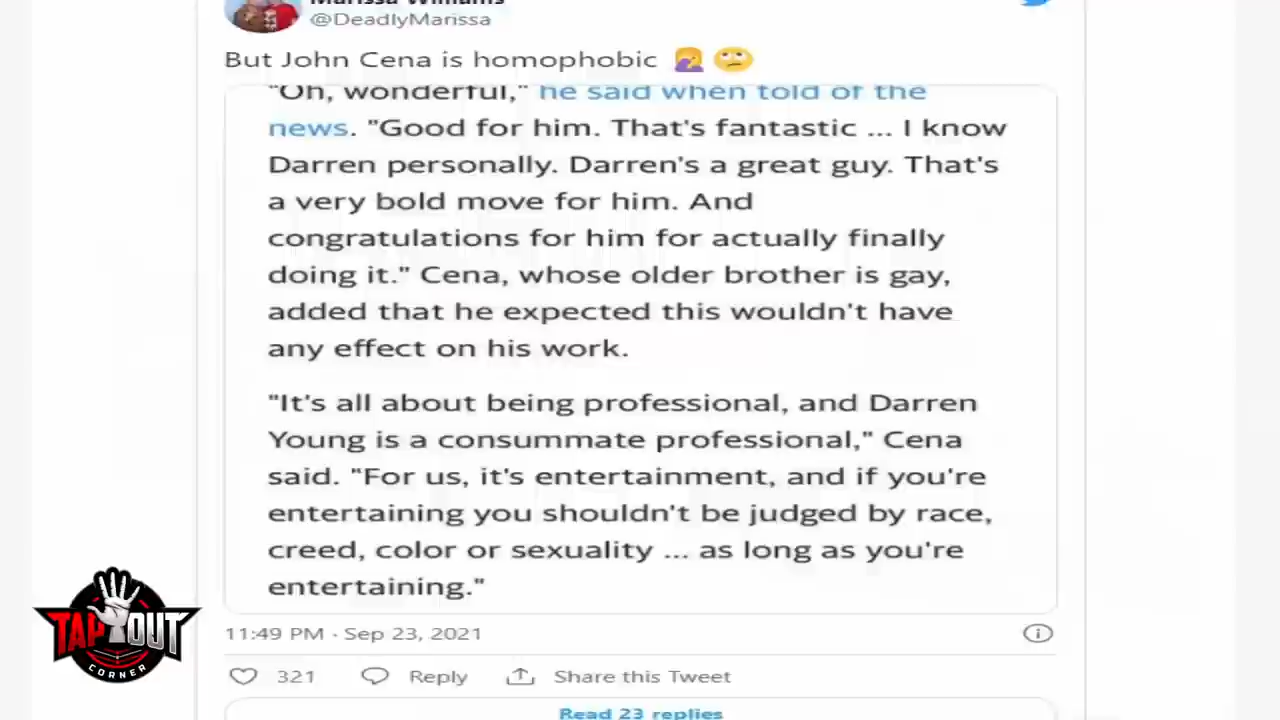 Marissa Williams
@DeadlyMarissa
But John Cena is homophobic 🤦 🙄
"Oh, wonderful," he said when told of the
news. "Good for him. That's fantastic ... I know
Darren personally. Darren's a great guy. That's
a very bold move for him. And
congratulations for him for actually finally
doing it." Cena, whose older brother is gay,
added that he expected this wouldn't have
any effect on his work.
"It's all about being professional, and Darren
Young is a consummate professional," Cena
said. "For us, it's entertainment, and if you're
entertaining you shouldn't be judged by race,
creed, color or sexuality ... as long as you're
entertaining."
11:49 PM · Sep 23, 2021
321 Reply Share this Tweet
Read 23 replies
TAP OUT
CORNER